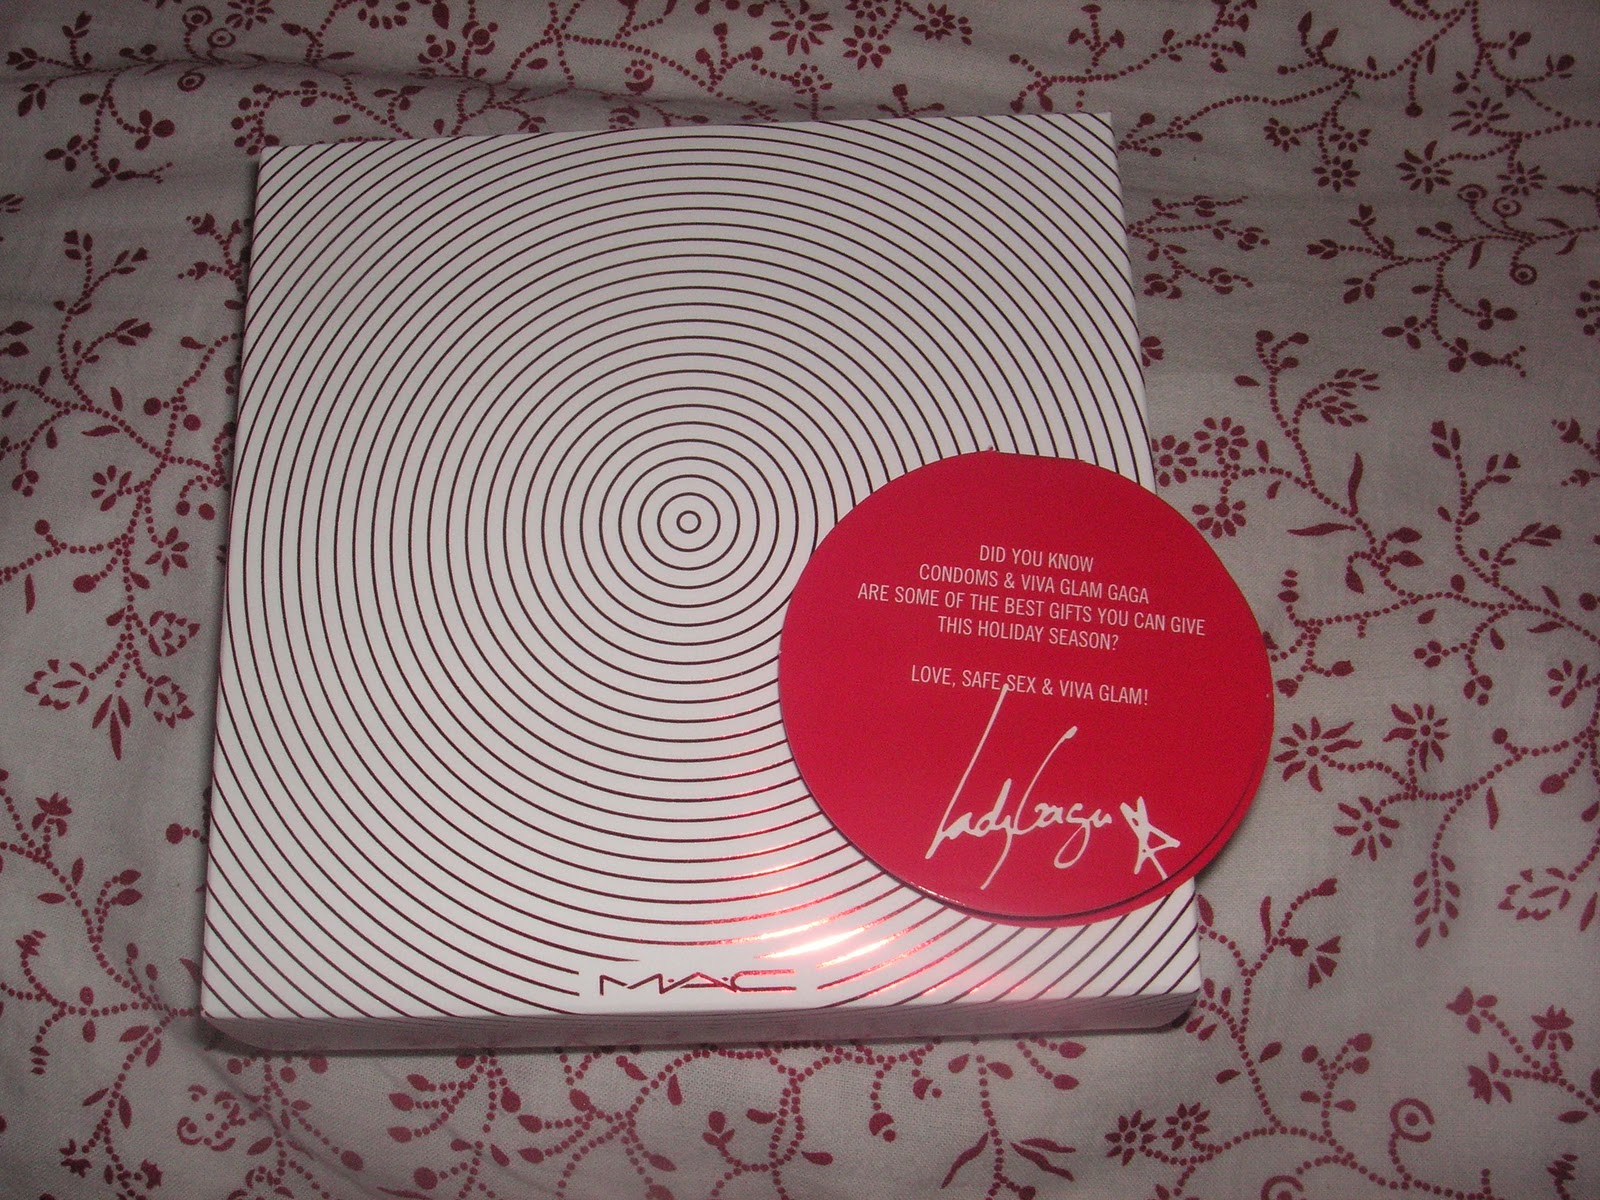 DID YOU KNOW
CONDOMS & VIVA GLAM GAGA
ARE SOME OF THE BEST GIFTS YOU CAN GIVE
THIS HOLIDAY SEASON?
LOVE, SAFE SEX & VIVA GLAM!
Lady Gaga
M·A·C